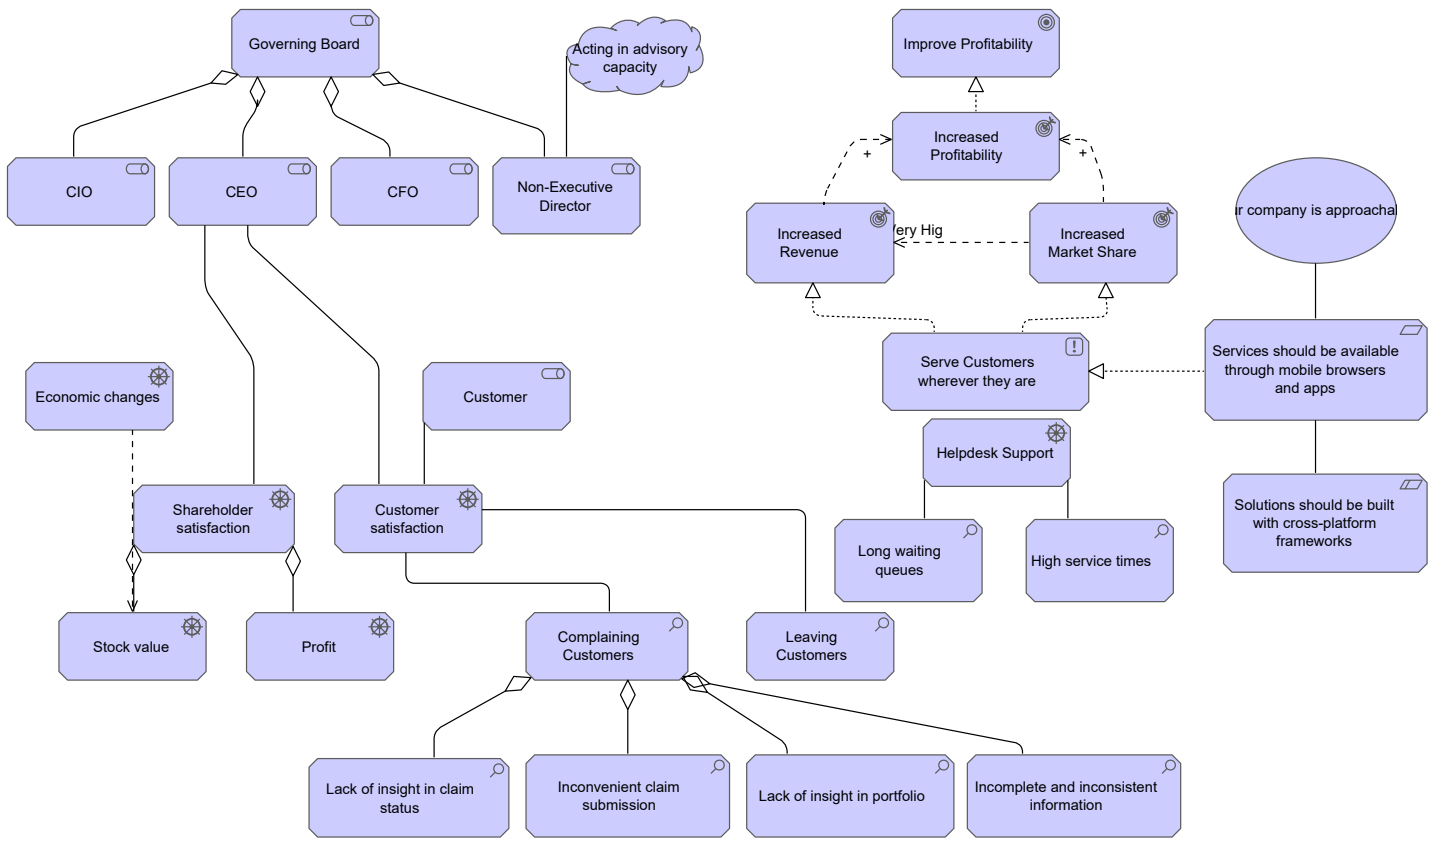 Governing Board
Acting in advisory
capacity
Improve Profitability
Increased
Profitability
+
+
CIO
CEO
CFO
Non-Executive
Director
Increased
Revenue
Hig
Increased
Market Share
company is
Services should be available
through mobile browsers
and apps
Serve Customers
wherever they are
Economic changes
Customer
Helpdesk Support
Shareholder
satisfaction
Customer
satisfaction
Solutions should be built
with cross-platform
frameworks
Long waiting
queues
High service times
Stock value
Profit
Complaining
Customers
Leaving
Customers
Lack of insight in claim
status
Inconvenient claim
submission
Lack of insight in portfolio
Incomplete and inconsistent
information